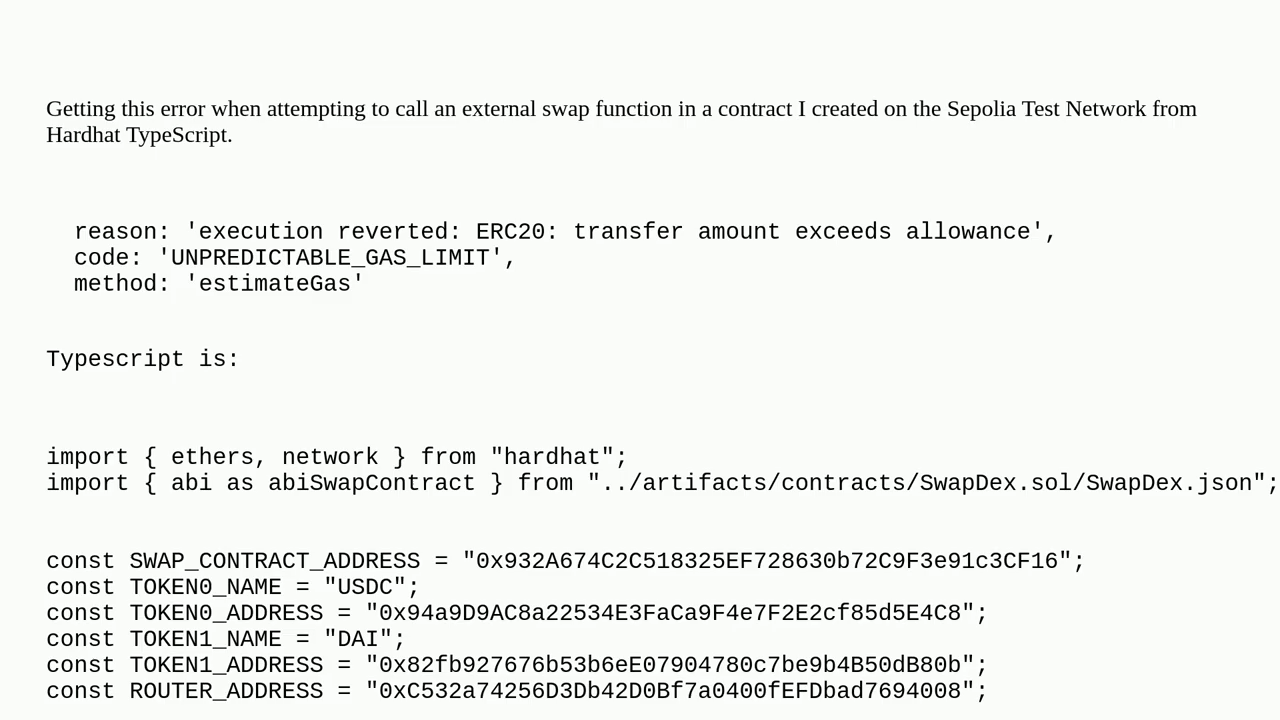 Getting this error when attempting to call an external swap function in a contract I created on the Sepolia Test Network from
Hardhat TypeScript.
reason: 'execution reverted: ERC20: transfer amount exceeds allowance',
code: 'UNPREDICTABLE_GAS_LIMIT',
method: 'estimateGas'
Typescript is:
import { ethers, network } from "hardhat";
import { abi as abiSwapContract } from "../artifacts/contracts/SwapDex.sol/SwapDex.json";
const SWAP_CONTRACT_ADDRESS = "0x932A674C2C518325EF728630b72C9F3e91c3CF16";
const TOKEN0_NAME = "USDC";
const TOKEN0_ADDRESS = "0x94a9D9AC8a22534E3FaCa9F4e7F2E2cf85d5E4C8";
const TOKEN1_NAME = "DAI";
const TOKEN1_ADDRESS = "0x82fb927676b53b6eE07904780c7be9b4B50dB80b";
const ROUTER_ADDRESS = "0xC532a74256D3Db42D0Bf7a0400fEFDbad7694008";